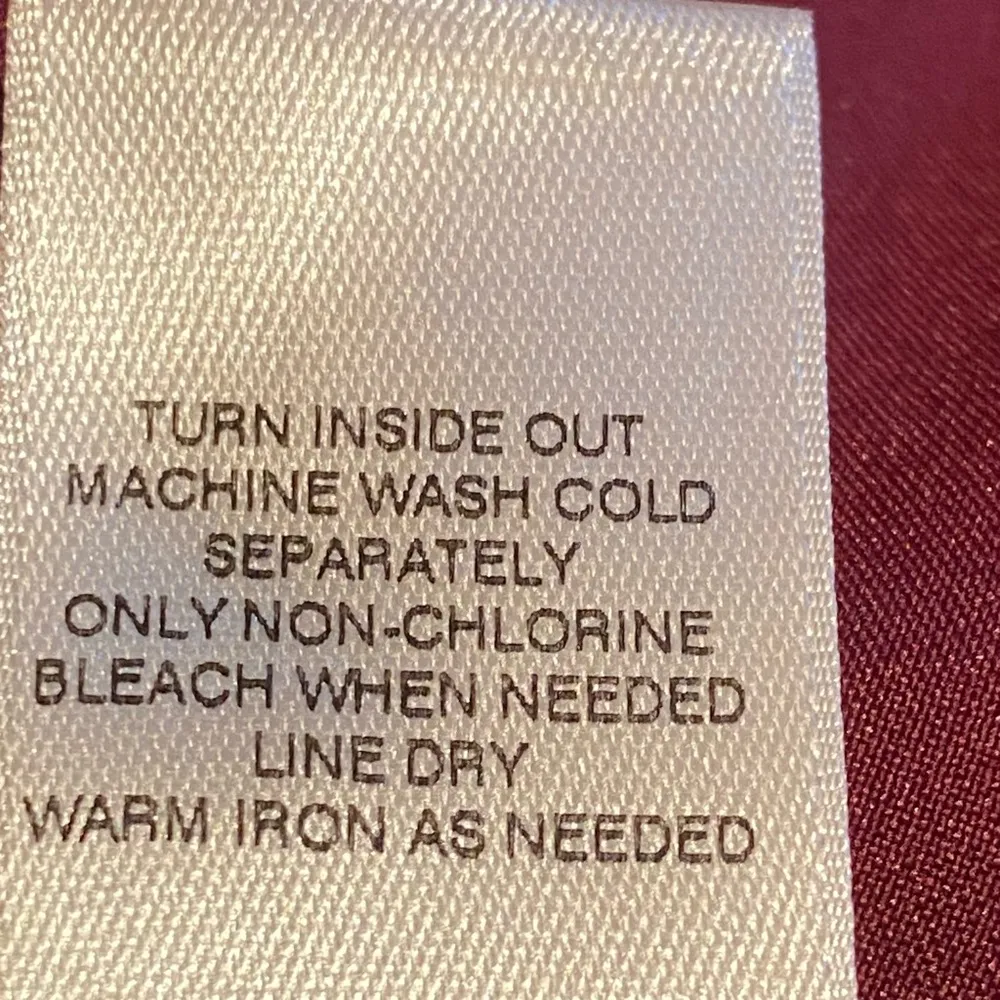 TURN INSIDE OUT
MACHINE WASH COLD
SEPARATELY
ONLY NON-CHLORINE
BLEACH WHEN NEEDED
LINE DRY
WARM IRON AS NEEDED